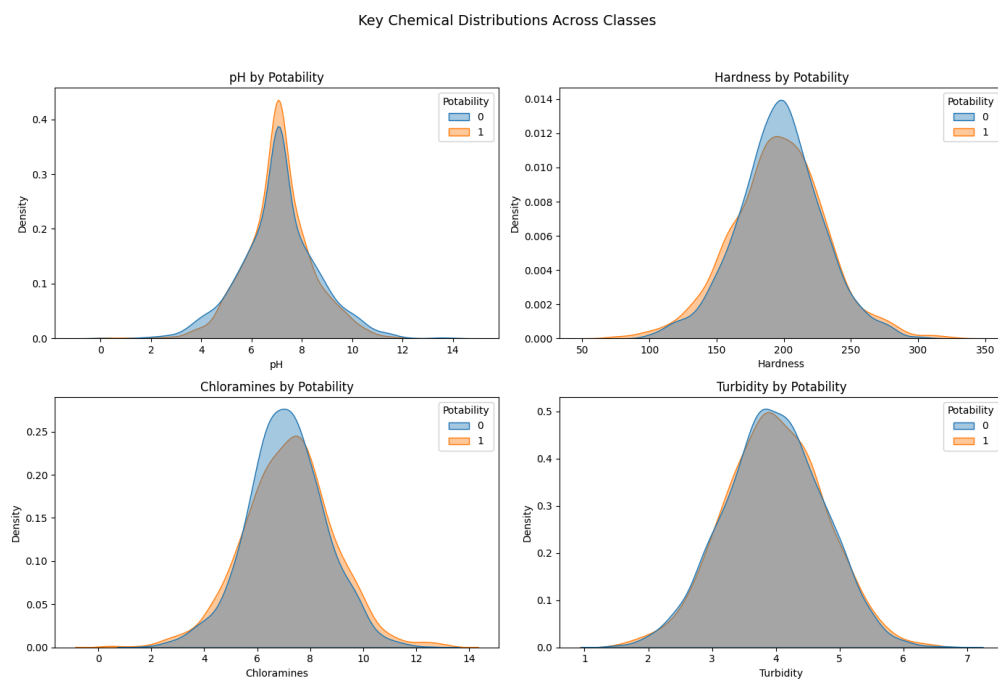 Key Chemical Distributions Across Classes
pH by Potability
Potability
0
1
Density
0.4
0.3
0.2
0.1
0.0
0 2 4 6 8 10 12 14
pH
Hardness by Potability
Potability
0
1
Density
0.014
0.012
0.010
0.008
0.006
0.004
0.002
0.000
50 100 150 200 250 300 350
Hardness
Chloramines by Potability
Potability
0
1
Density
0.25
0.20
0.15
0.10
0.05
0.00
0 2 4 6 8 10 12 14
Chloramines
Turbidity by Potability
Potability
0
1
Density
0.5
0.4
0.3
0.2
0.1
0.0
1 2 3 4 5 6 7
Turbidity